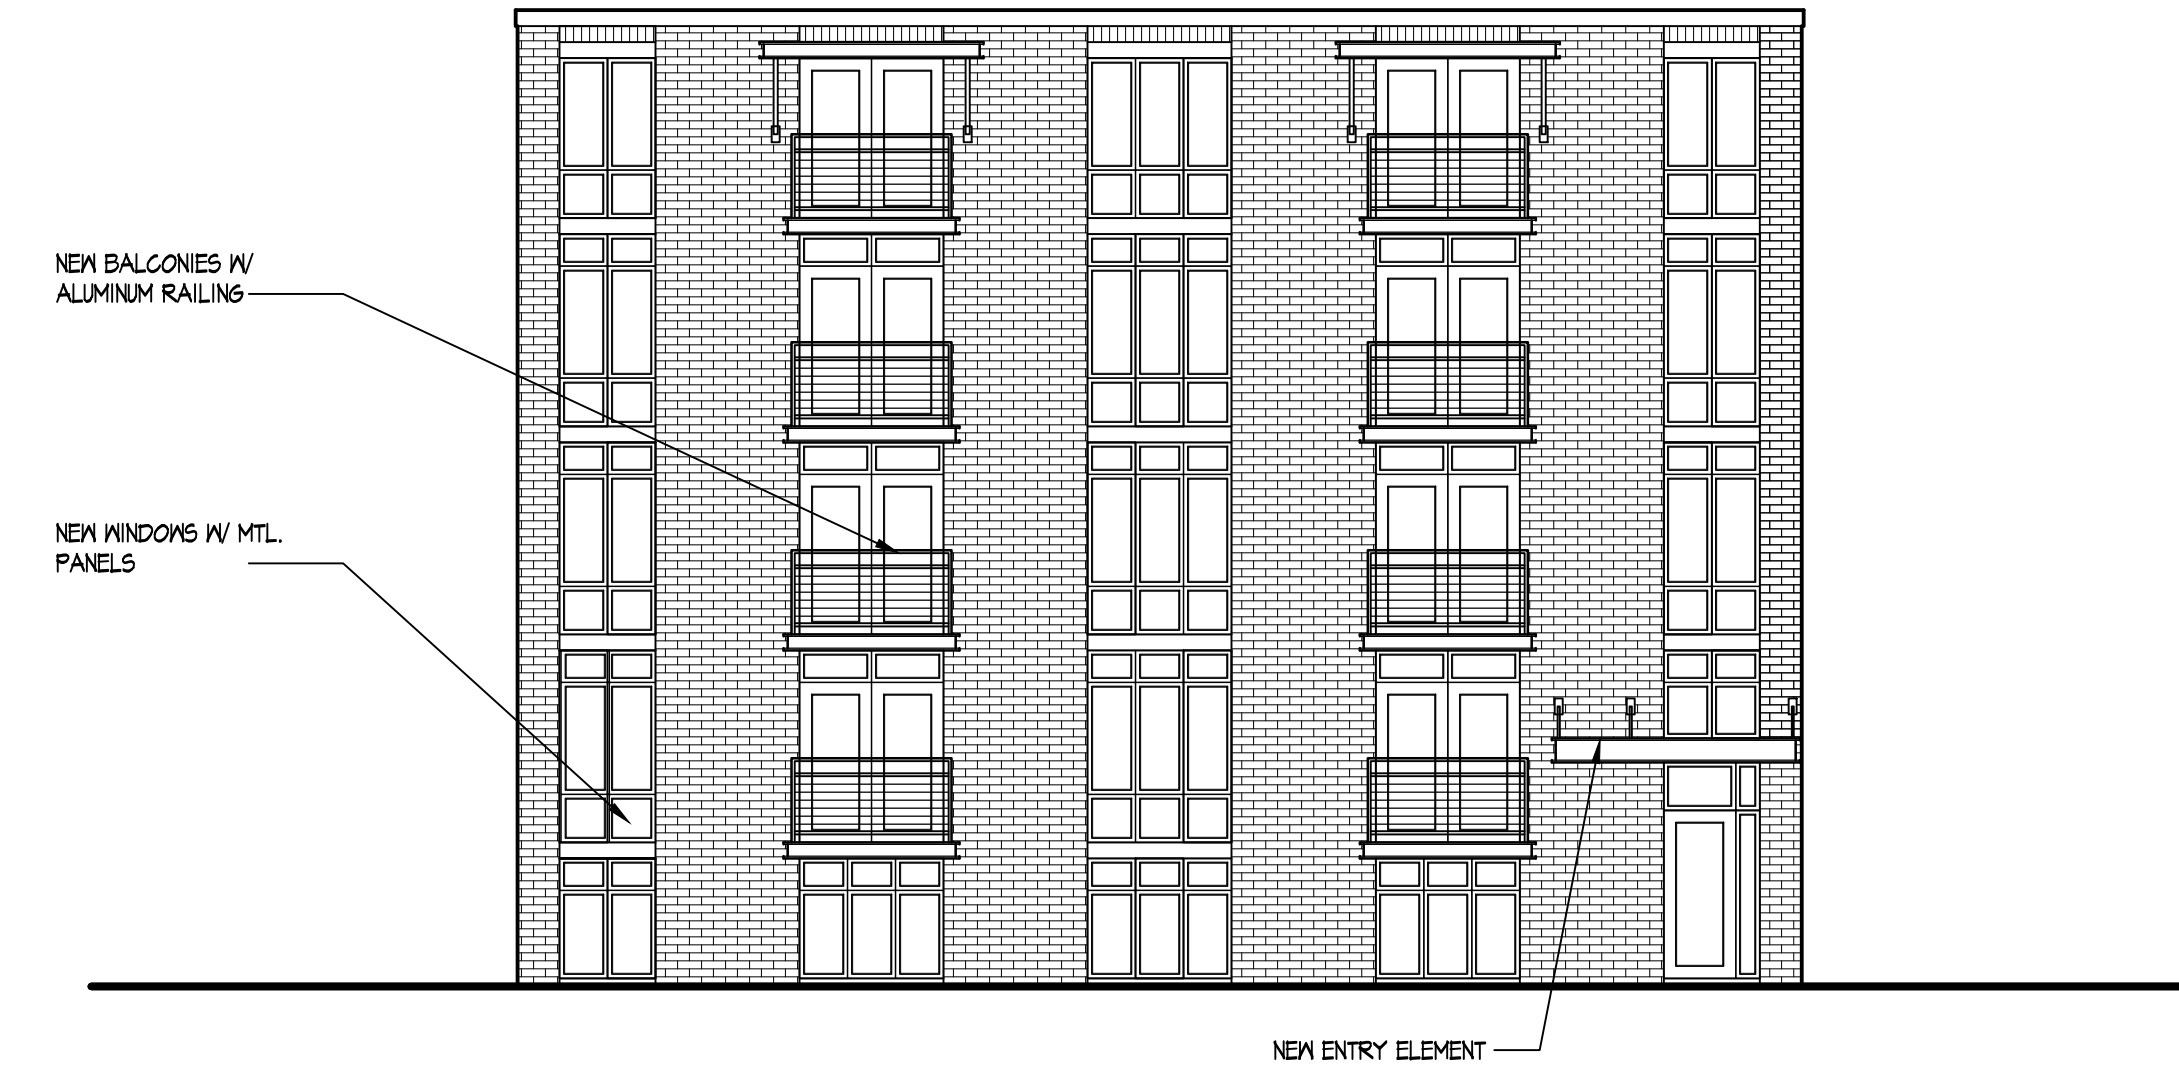 NEW BALCONIES W/
ALUMINUM RAILING
NEW WINDOWS W/ MTL.
PANELS
NEW ENTRY ELEMENT